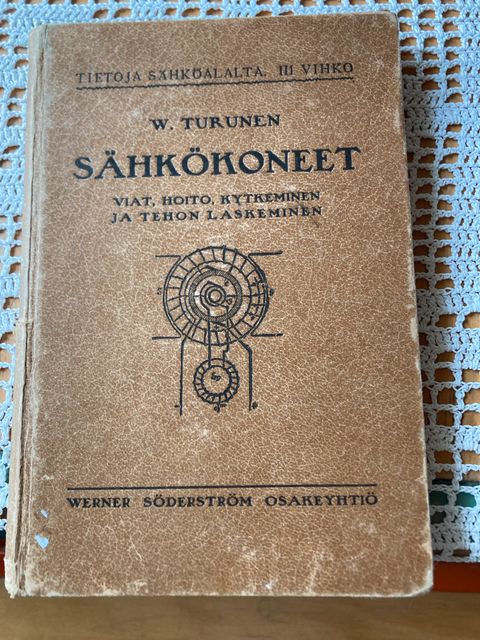 TIETOJA SÄHKÖALALTA. III VIHKO
W. TURUNEN
SÄHKÖKONEET
VIAT, HOITO, KYTKEMINEN
JA TEHON LASKEMINEN
WERNER SÖDERSTRÖM OSAKEYHTIÖ